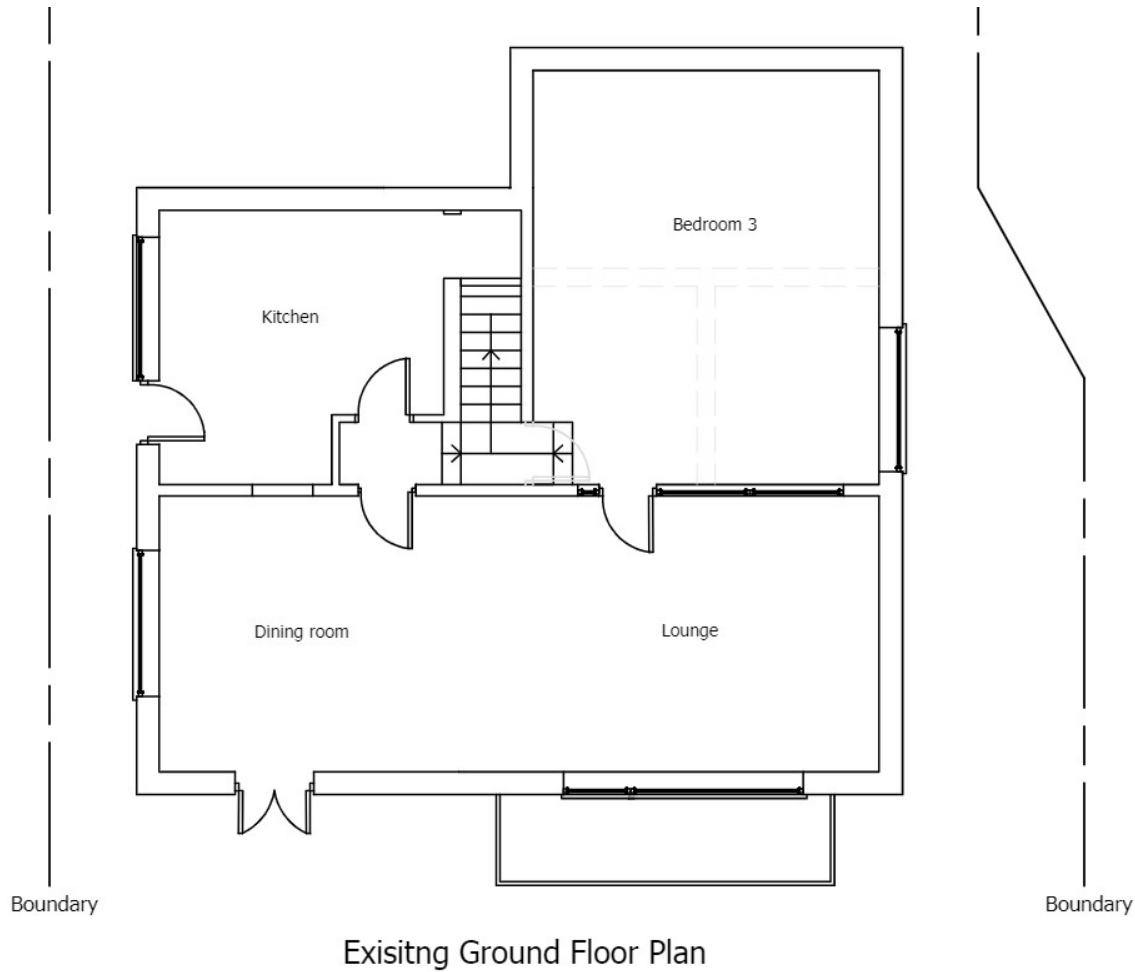 Bedroom 3
Kitchen
Dining room
Lounge
Boundary
Boundary
Exisitng Ground Floor Plan